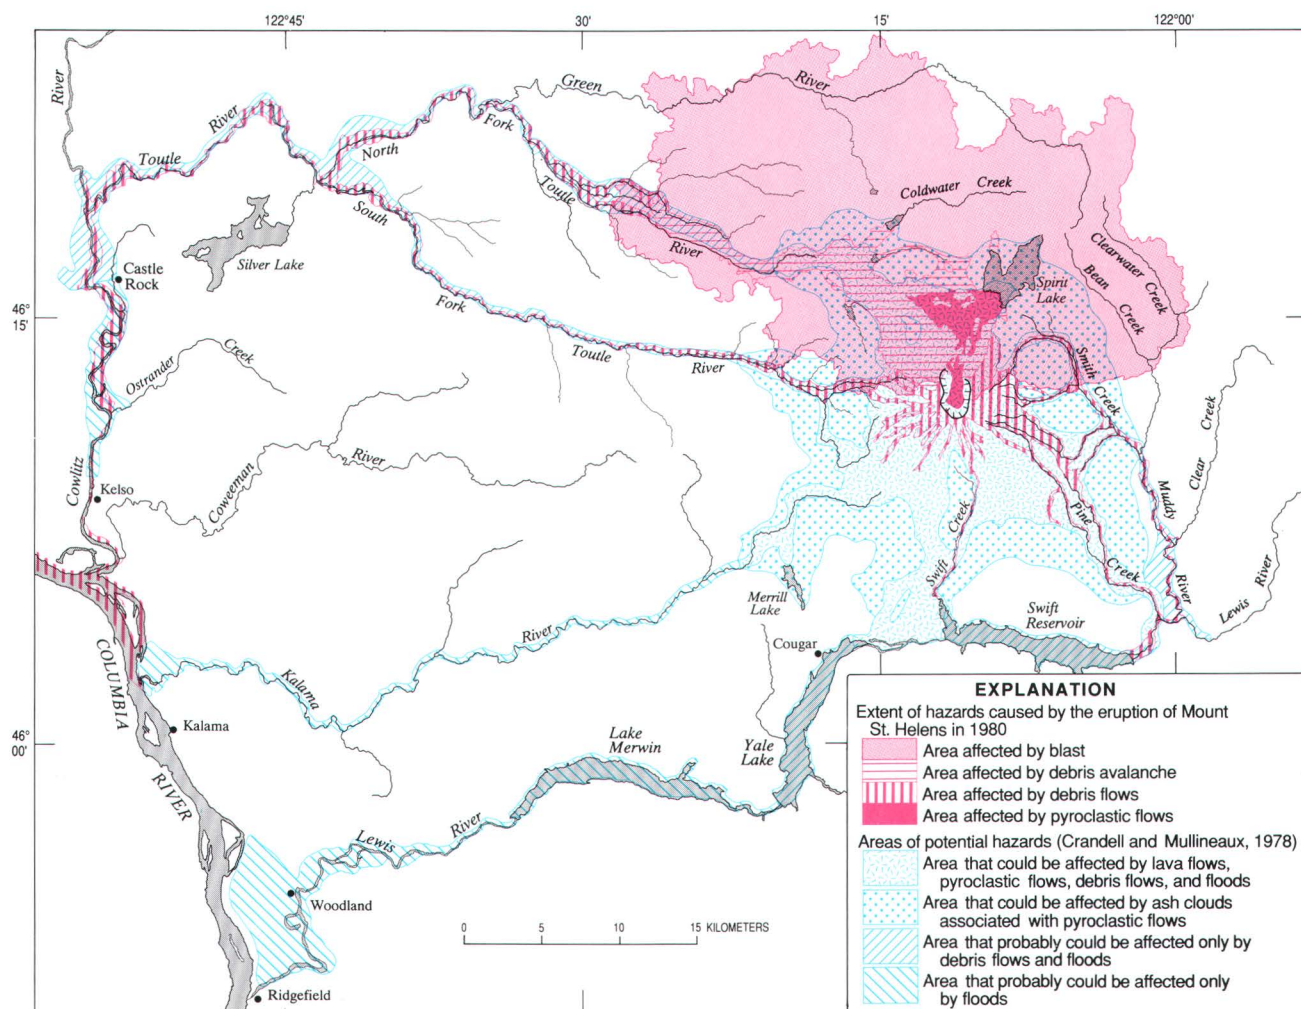 122°45'
30'
15'
122°00'
River
Green
River
River
Toutle
Fork
North
Toutle
Coldwater Creek
South
River
Clearwater Creek
Bean Creek
Silver Lake
Castle
Rock
Spirit
Lake
46°
15'
Fork
Toutle
River
Smith
Creek
Ostrander
Creek
Clear Creek
River
Coweeman
Cowlitz
Kelso
Muddy
River
Pine
Creek
Swift
Creek
Merrill
Lake
Swift
Reservoir
Lewis River
River
Cougar
Kalama
COLUMBIA
RIVER
Kalama
46°
00'
Lake
Merwin
Yale
Lake
Lewis
River
Woodland
Ridgefield
0 5 10 15 KILOMETERS
EXPLANATION
Extent of hazards caused by the eruption of Mount
St. Helens in 1980
Area affected by blast
Area affected by debris avalanche
Area affected by debris flows
Area affected by pyroclastic flows
Areas of potential hazards (Crandell and Mullineaux, 1978)
Area that could be affected by lava flows,
pyroclastic flows, debris flows, and floods
Area that could be affected by ash clouds
associated with pyroclastic flows
Area that probably could be affected only by
debris flows and floods
Area that probably could be affected only
by floods